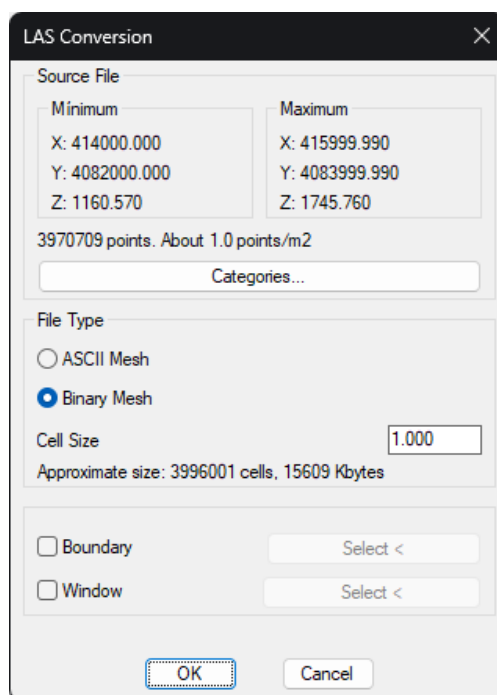 LAS Conversion
Source File
Mínimum
X: 414000.000
Y: 4082000.000
Z: 1160.570
Maximum
X: 415999.990
Y: 4083999.990
Z: 1745.760
3970709 points. About 1.0 points/m2
Categories...
File Type
ASCII Mesh
Binary Mesh
Cell Size
1.000
Approximate size: 3996001 cells, 15609 Kbytes
Boundary
Select <
Window
Select <
OK
Cancel